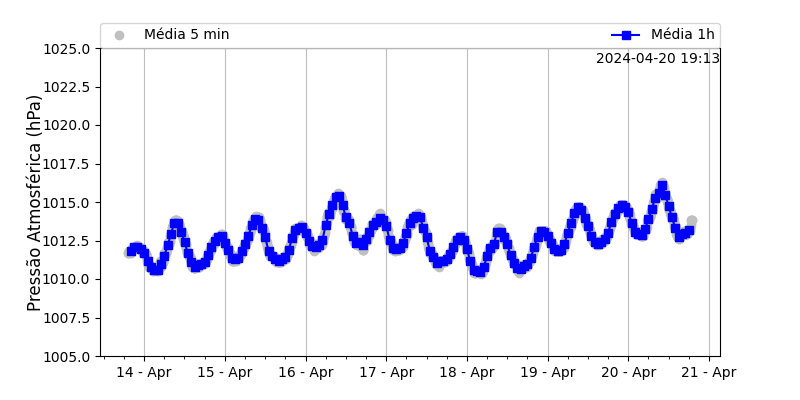 Média 5 min
Média 1h
2024-04-20 19:13
Pressão Atmosférica (hPa)
1025.0
1022.5
1020.0
1017.5
1015.0
1012.5
1010.0
1007.5
1005.0
14 - Apr
15 - Apr
16 - Apr
17 - Apr
18 - Apr
19 - Apr
20 - Apr
21 - Apr